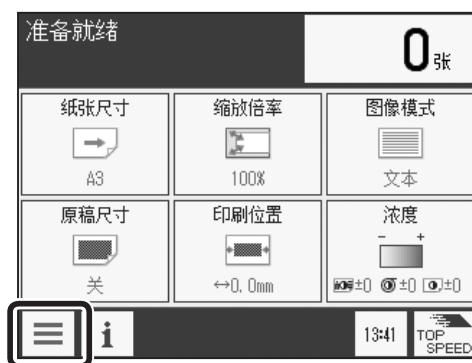 准备就绪
0张
纸张尺寸 缩放倍率 图像模式
A3 100% 文本
原稿尺寸 印刷位置 浓度
- +
关 ↔0,0mm ±0 ±0 ±0
i 13:41 TOP SPEED